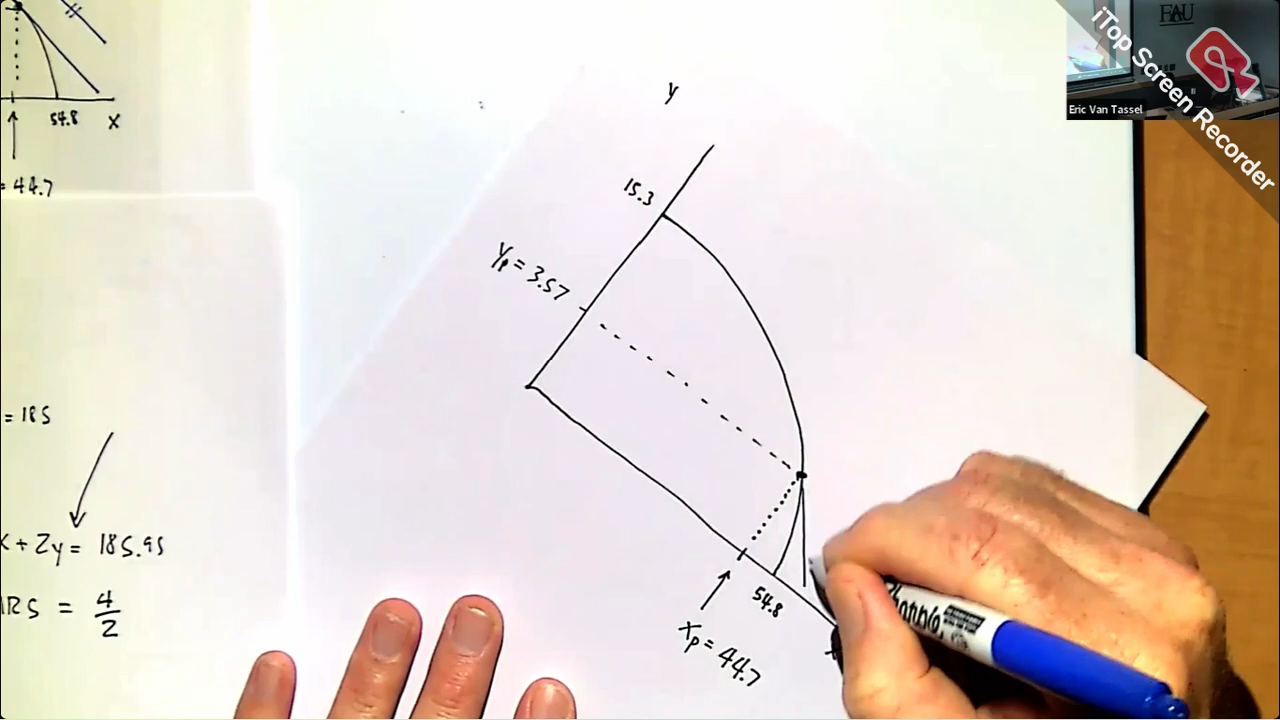 54.8 X
= 44.7
= 185
X + 2y = 185.95
MRS = 4/2
y
15.3
Yp = 3.57
54.8
Xp = 44.7
Sharpie
FAU
Eric Van Tassel
iTop Screen Recorder